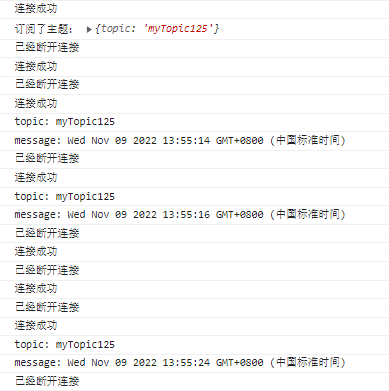 连接成功
订阅了主题： ▶{topic: 'myTopic125'}
已经断开连接
连接成功
已经断开连接
连接成功
topic: myTopic125
message: Wed Nov 09 2022 13:55:14 GMT+0800 (中国标准时间)
已经断开连接
连接成功
topic: myTopic125
message: Wed Nov 09 2022 13:55:16 GMT+0800 (中国标准时间)
已经断开连接
连接成功
已经断开连接
连接成功
已经断开连接
连接成功
topic: myTopic125
message: Wed Nov 09 2022 13:55:24 GMT+0800 (中国标准时间)
已经断开连接